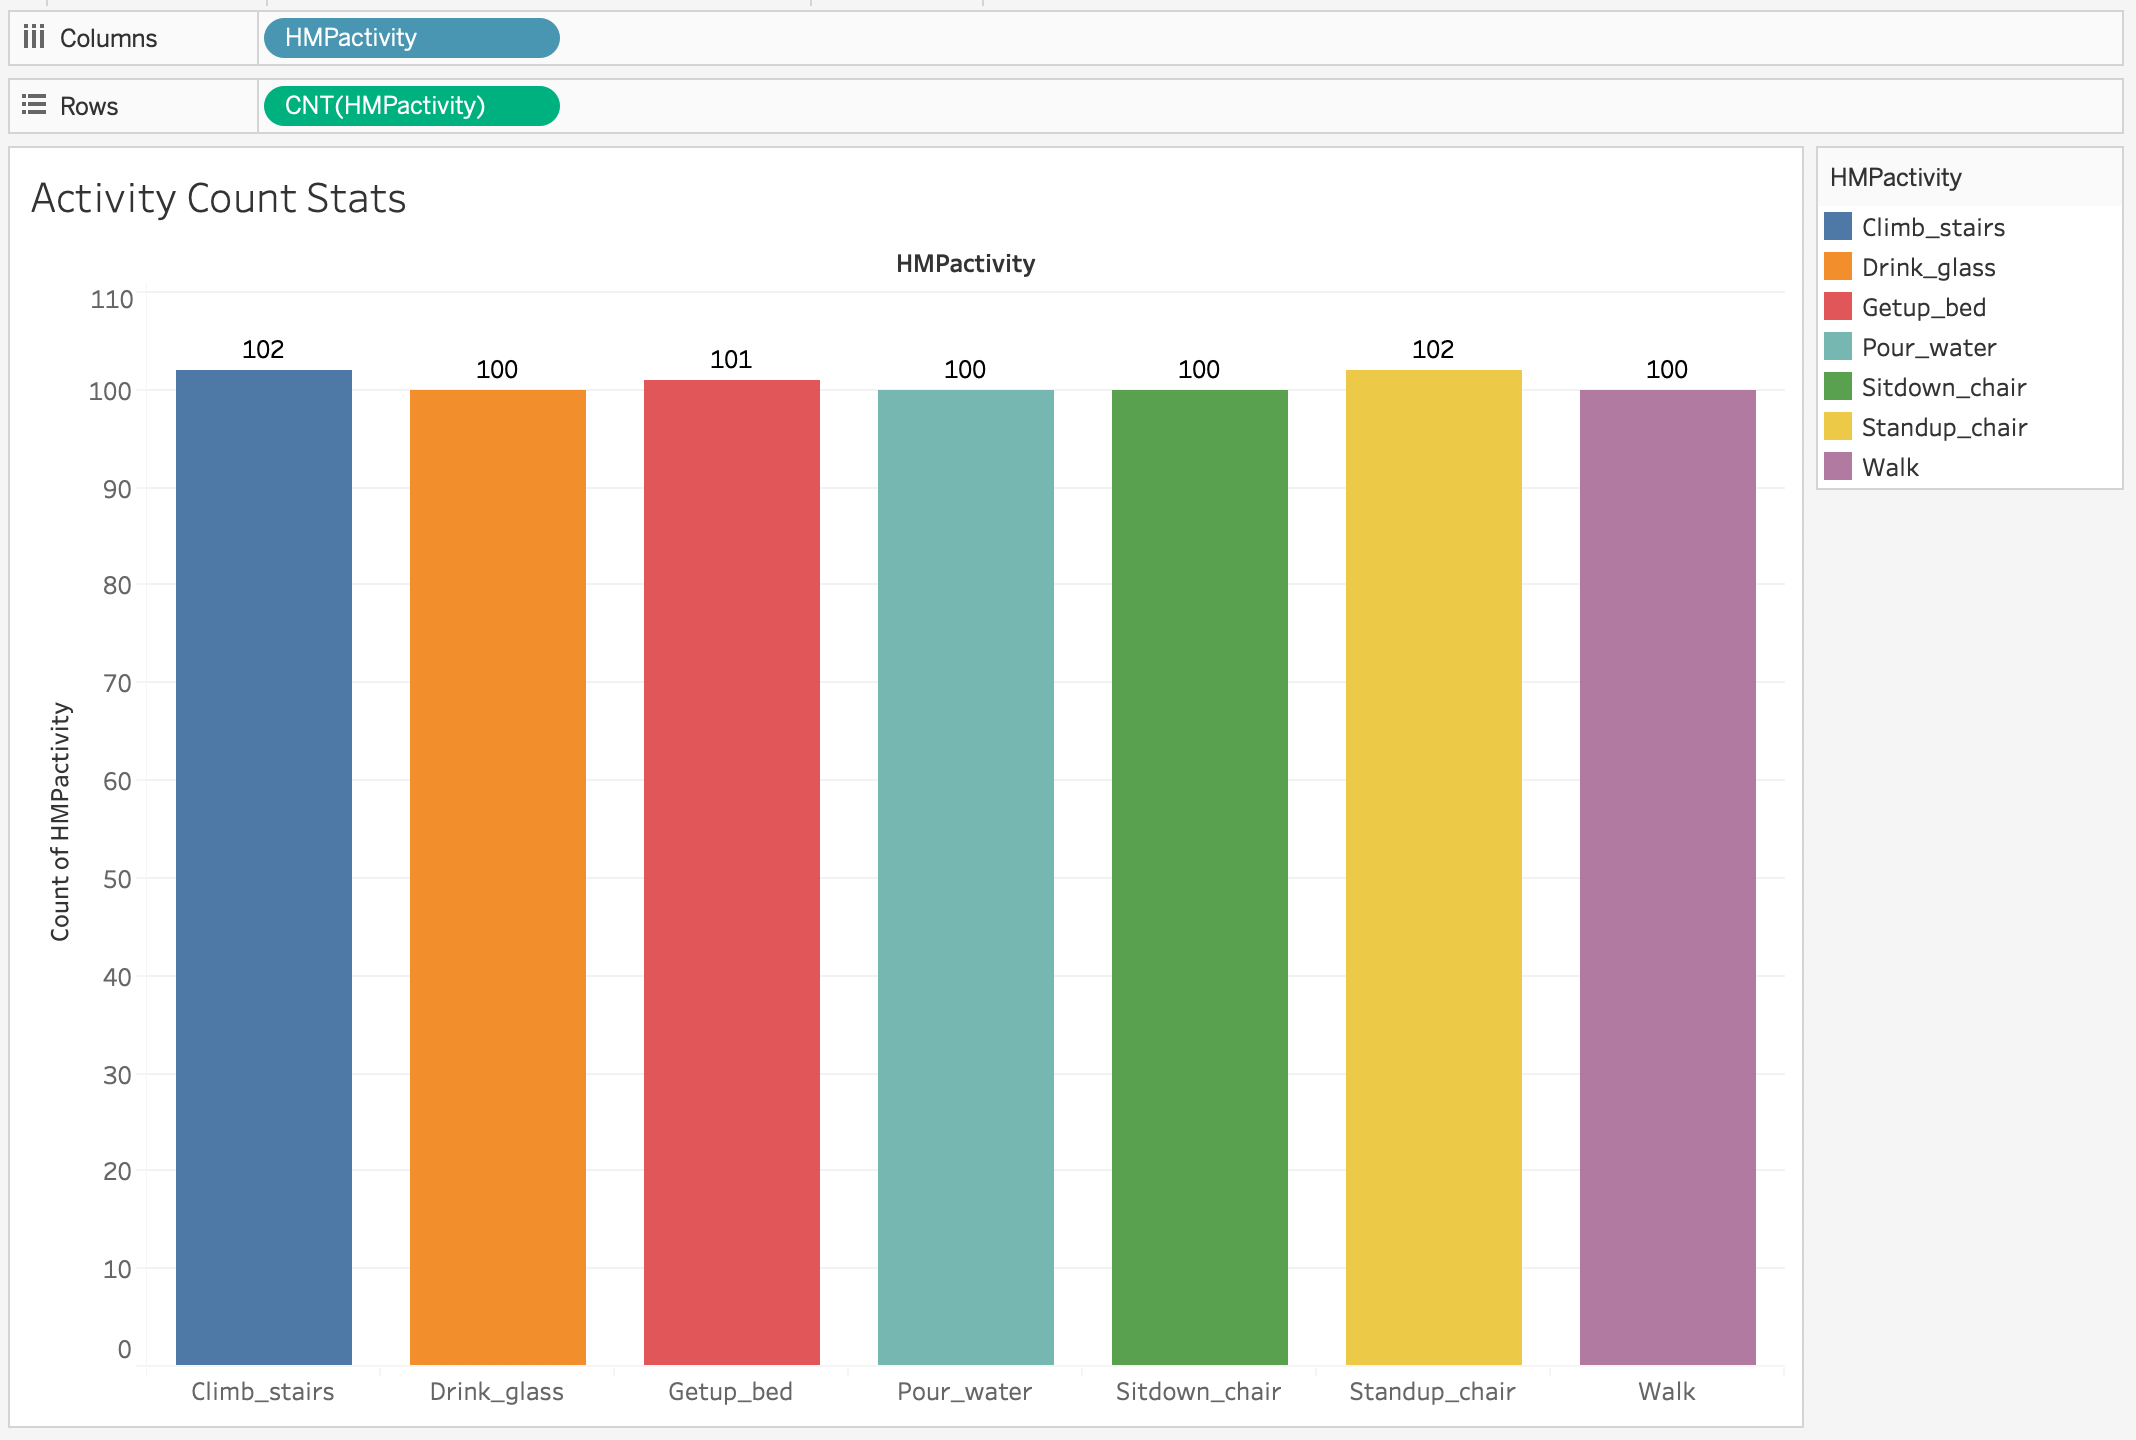 Columns
HMPactivity
Rows
CNT(HMPactivity)
Activity Count Stats
HMPactivity
110
100
90
80
70
60
50
40
30
20
10
0
Count of HMPactivity
102
100
101
100
100
102
100
Climb_stairs
Drink_glass
Getup_bed
Pour_water
Sitdown_chair
Standup_chair
Walk
HMPactivity
Climb_stairs
Drink_glass
Getup_bed
Pour_water
Sitdown_chair
Standup_chair
Walk